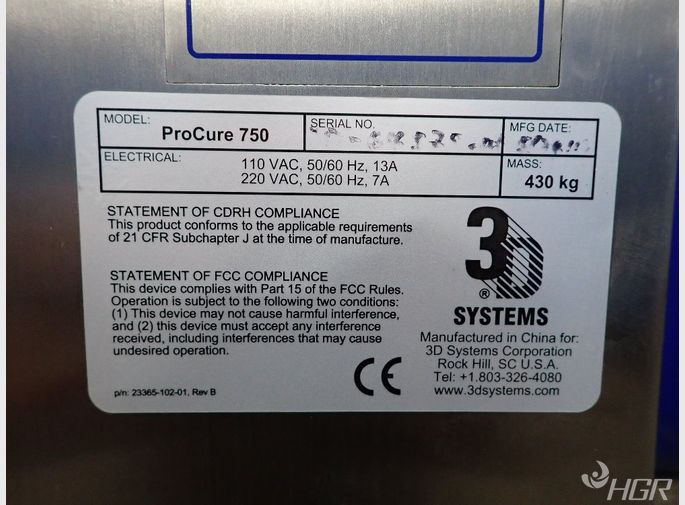 MODEL:
ProCure 750
SERIAL NO.
MFG DATE:
ELECTRICAL:
110 VAC, 50/60 Hz, 13A
220 VAC, 50/60 Hz, 7A
MASS:
430 kg
STATEMENT OF CDRH COMPLIANCE
This product conforms to the applicable requirements
of 21 CFR Subchapter J at the time of manufacture.
STATEMENT OF FCC COMPLIANCE
This device complies with Part 15 of the FCC Rules.
Operation is subject to the following two conditions:
(1) This device may not cause harmful interference,
and (2) this device must accept any interference
received, including interferences that may cause
undesired operation.
p/n: 23365-102-01, Rev B
CE
3D
®
SYSTEMS
Manufactured in China for:
3D Systems Corporation
Rock Hill, SC U.S.A.
Tel: +1.803-326-4080
www.3dsystems.com
HGR